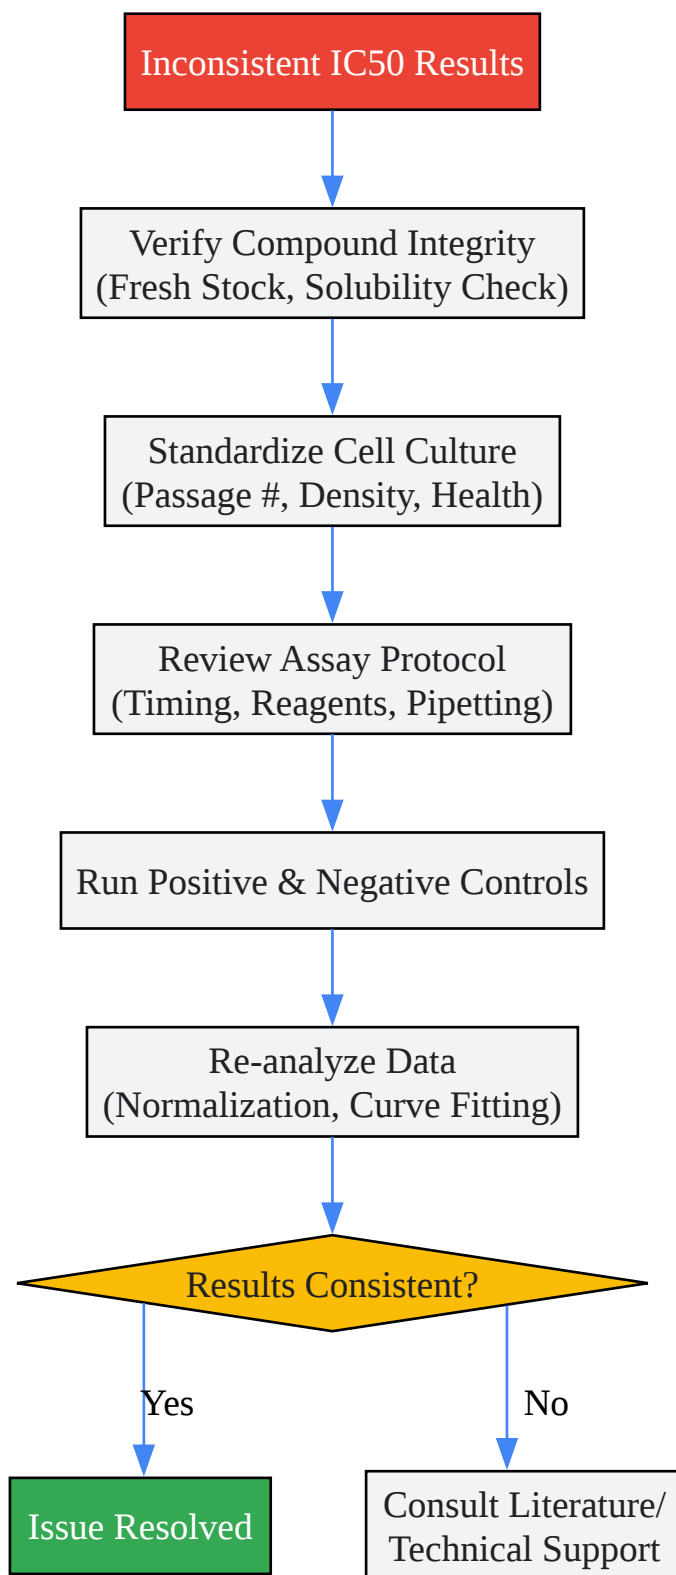 Inconsistent IC50 Results
Verify Compound Integrity
(Fresh Stock, Solubility Check)
Standardize Cell Culture
(Passage #, Density, Health)
Review Assay Protocol
(Timing, Reagents, Pipetting)
Run Positive & Negative Controls
Re-analyze Data
(Normalization, Curve Fitting)
Results Consistent?
Yes
No
Issue Resolved
Consult Literature/
Technical Support